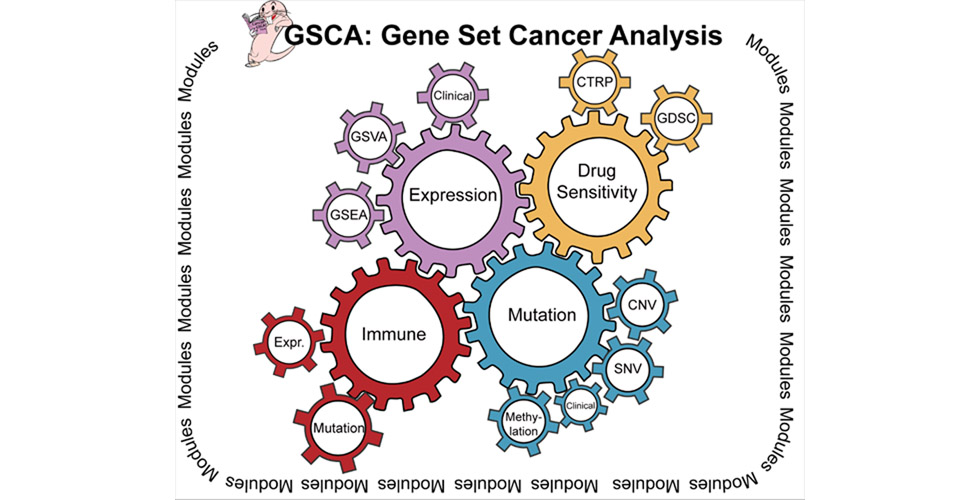 GSCA: Gene Set Cancer Analysis
Clinical
GSVA
GSEA
Expression
CTRP
GDSC
Drug
Sensitivity
Immune
Expr.
Mutation
Mutation
CNV
SNV
Clinical
Methy-
lation
Modules Modules Modules Modules Modules Modules
Modules Modules Modules Modules Modules Modules
Modules Modules Modules Modules Modules Modules Modules